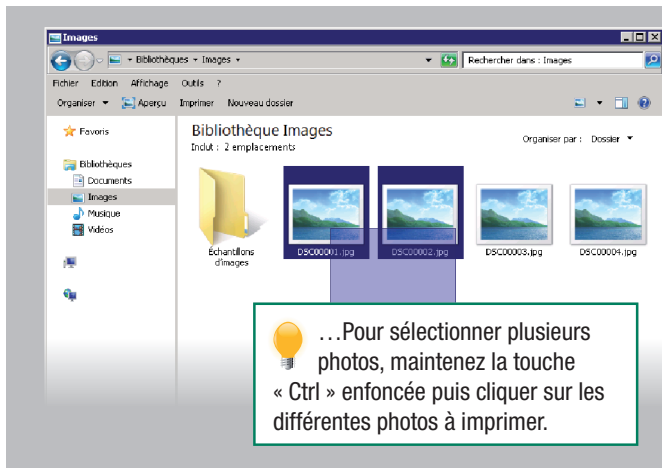 Images
Bibliothèques Images
Rechercher dans : Images
Fichier Edition Affichage Outils ?
Organiser Aperçu Imprimer Nouveau dossier
Favoris
Bibliothèques
Documents
Images
Musique
Vidéos
Bibliothèque Images
Inclut : 2 emplacements
Organiser par : Dossier
Échantillons
d'images
DSC00001.jpg
DSC00002.jpg
DSC00003.jpg
DSC00004.jpg
…Pour sélectionner plusieurs
photos, maintenez la touche
« Ctrl » enfoncée puis cliquer sur les
différentes photos à imprimer.